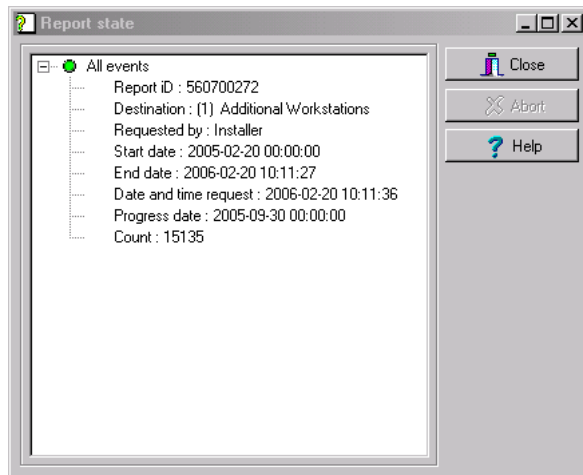 Report state
All events
Report iD : 560700272
Destination : (1) Additional Workstations
Requested by : Installer
Start date : 2005-02-20 00:00:00
End date : 2006-02-20 10:11:27
Date and time request : 2006-02-20 10:11:36
Progress date : 2005-09-30 00:00:00
Count : 15135
Close
Abort
Help